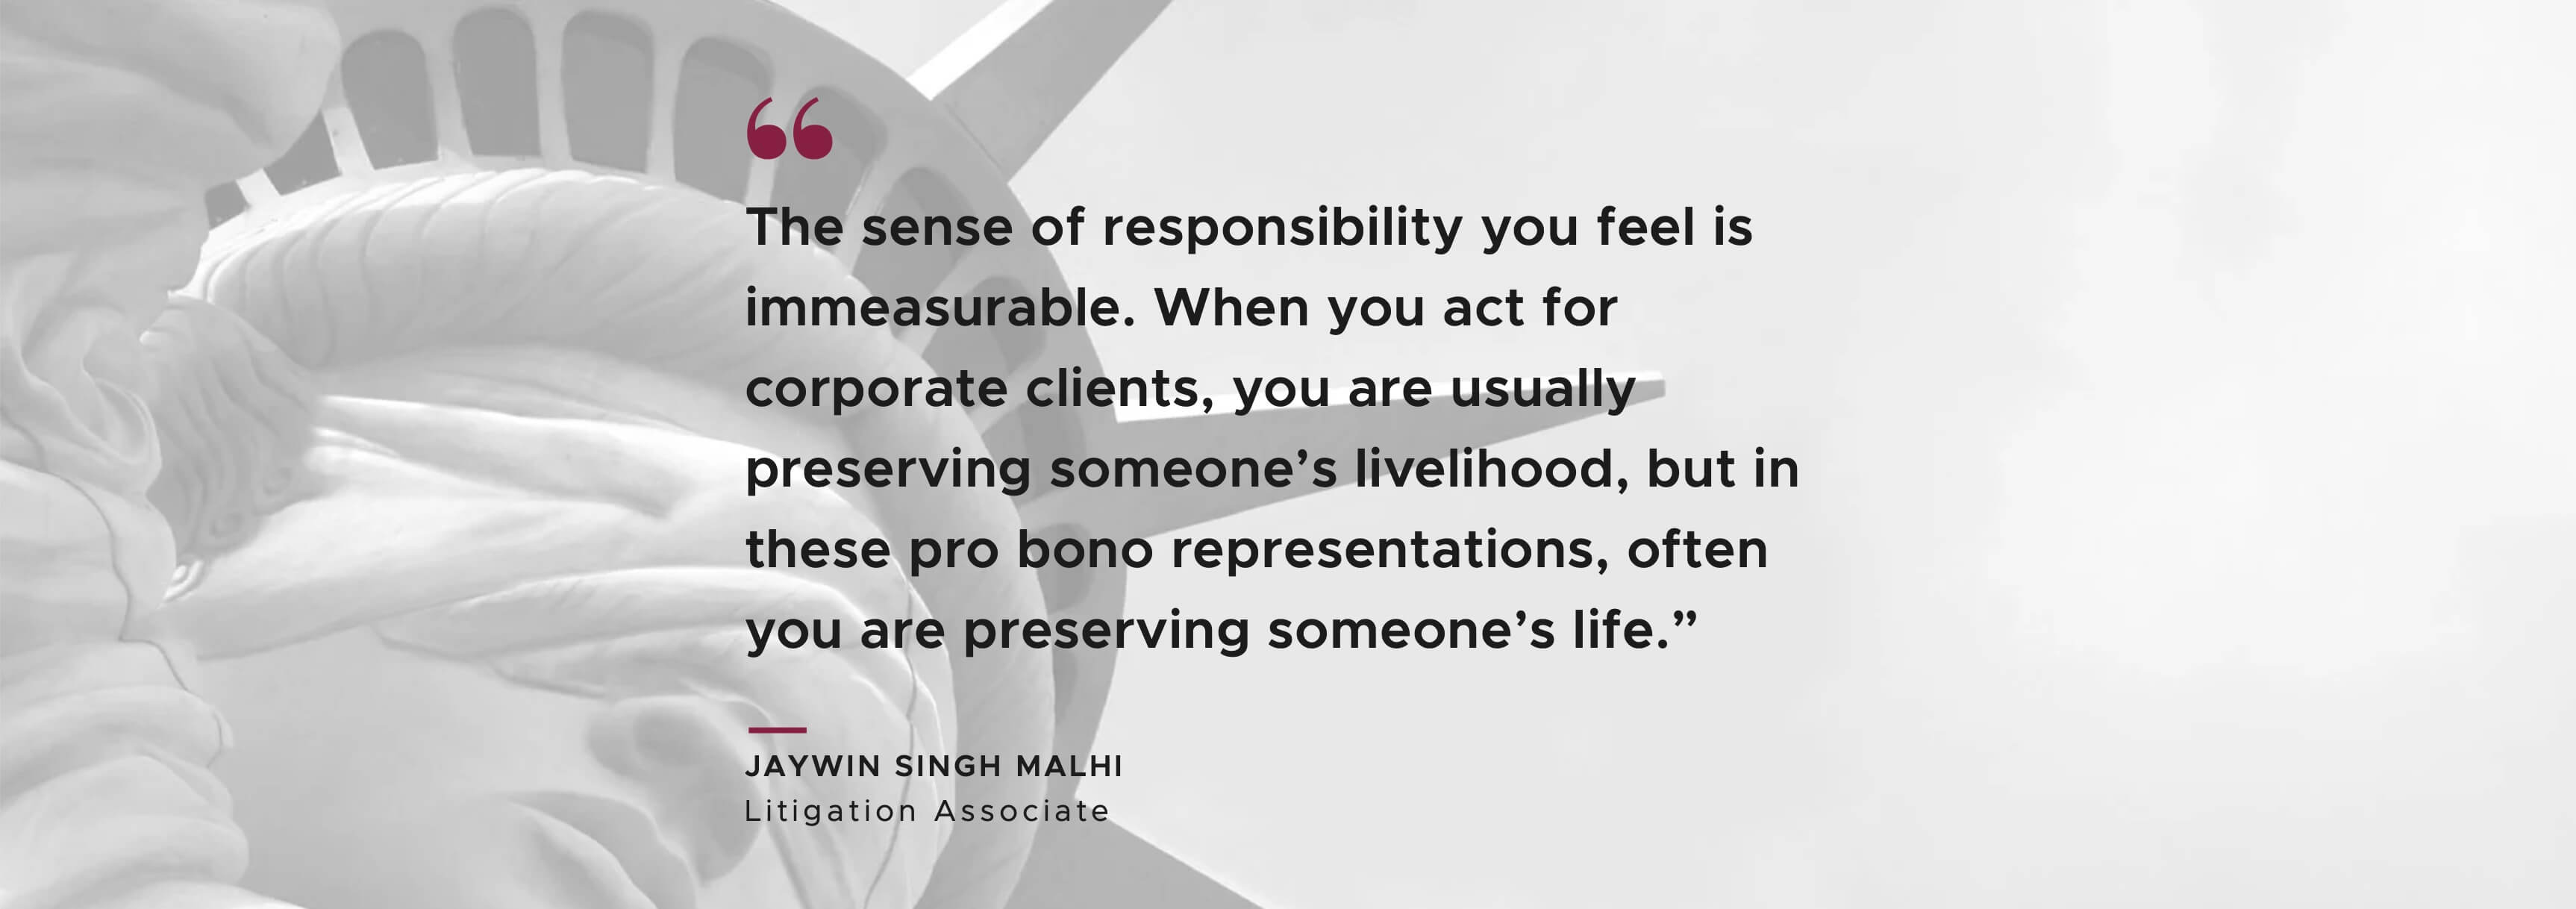 “
The sense of responsibility you feel is
immeasurable. When you act for
corporate clients, you are usually
preserving someone’s livelihood, but in
these pro bono representations, often
you are preserving someone’s life.”
JAYWIN SINGH MALHI
Litigation Associate